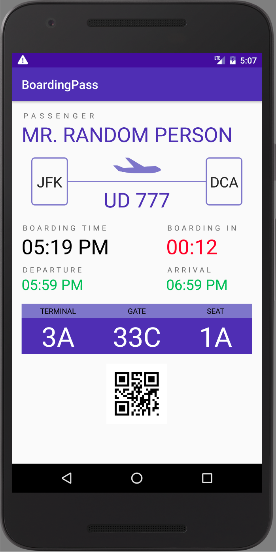 5:07
BoardingPass
PASSENGER
MR. RANDOM PERSON
JFK
DCA
UD 777
BOARDING TIME
BOARDING IN
05:19 PM
00:12
DEPARTURE
ARRIVAL
05:59 PM
06:59 PM
TERMINAL GATE SEAT
3A 33C 1A